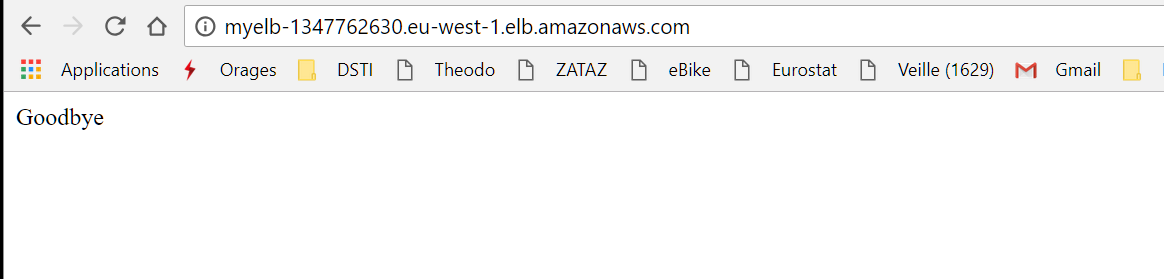 myelb-1347762630.eu-west-1.elb.amazonaws.com
Applications Orages DSTI Theodo ZATAZ eBike Eurostat Veille (1629) Gmail
Goodbye